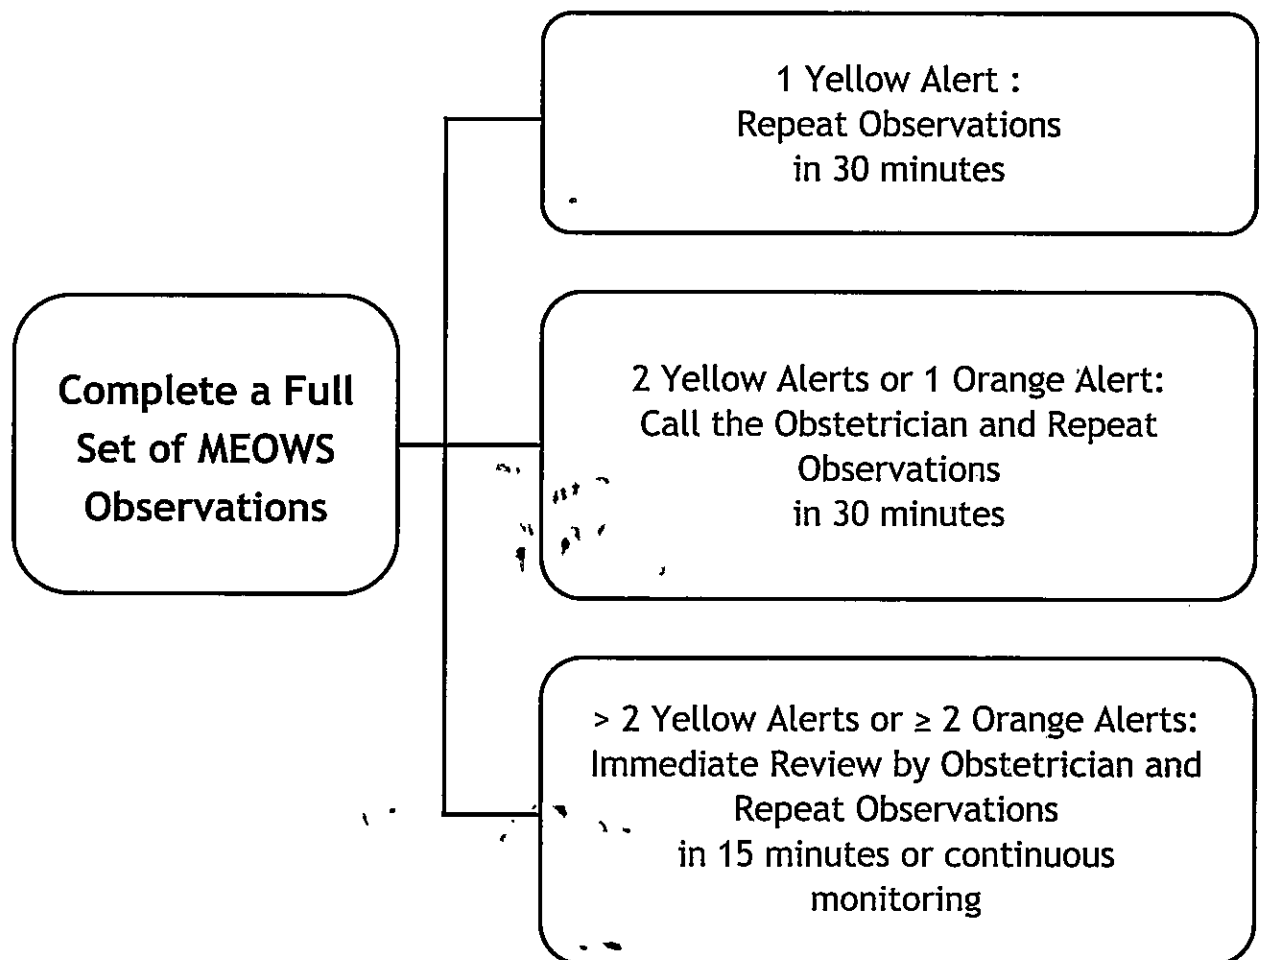 Complete a Full
Set of MEOWS
Observations
1 Yellow Alert :
Repeat Observations
in 30 minutes
2 Yellow Alerts or 1 Orange Alert:
Call the Obstetrician and Repeat
Observations
in 30 minutes
> 2 Yellow Alerts or ≥ 2 Orange Alerts:
Immediate Review by Obstetrician and
Repeat Observations
in 15 minutes or continuous
monitoring